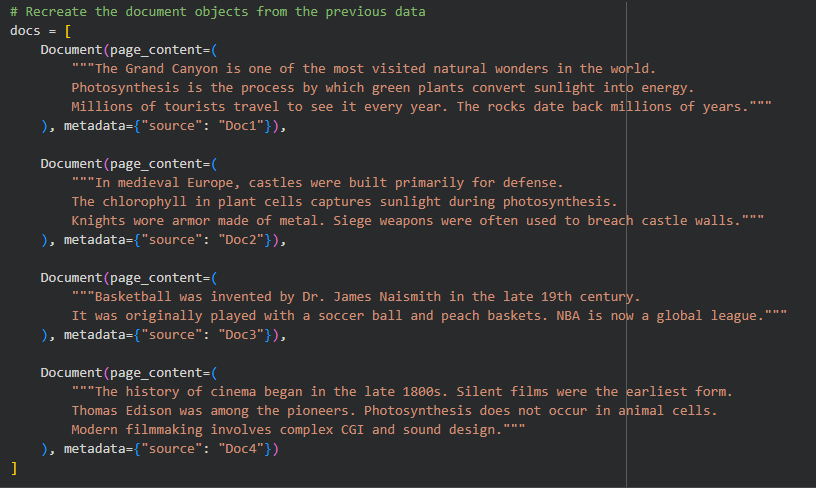 # Recreate the document objects from the previous data
docs = [
    Document(page_content=(
        """The Grand Canyon is one of the most visited natural wonders in the world.
        Photosynthesis is the process by which green plants convert sunlight into energy.
        Millions of tourists travel to see it every year. The rocks date back millions of years."""
    ), metadata={"source": "Doc1"}),

    Document(page_content=(
        """In medieval Europe, castles were built primarily for defense.
        The chlorophyll in plant cells captures sunlight during photosynthesis.
        Knights wore armor made of metal. Siege weapons were often used to breach castle walls."""
    ), metadata={"source": "Doc2"}),

    Document(page_content=(
        """Basketball was invented by Dr. James Naismith in the late 19th century.
        It was originally played with a soccer ball and peach baskets. NBA is now a global league."""
    ), metadata={"source": "Doc3"}),

    Document(page_content=(
        """The history of cinema began in the late 1800s. Silent films were the earliest form.
        Thomas Edison was among the pioneers. Photosynthesis does not occur in animal cells.
        Modern filmmaking involves complex CGI and sound design."""
    ), metadata={"source": "Doc4"})
]